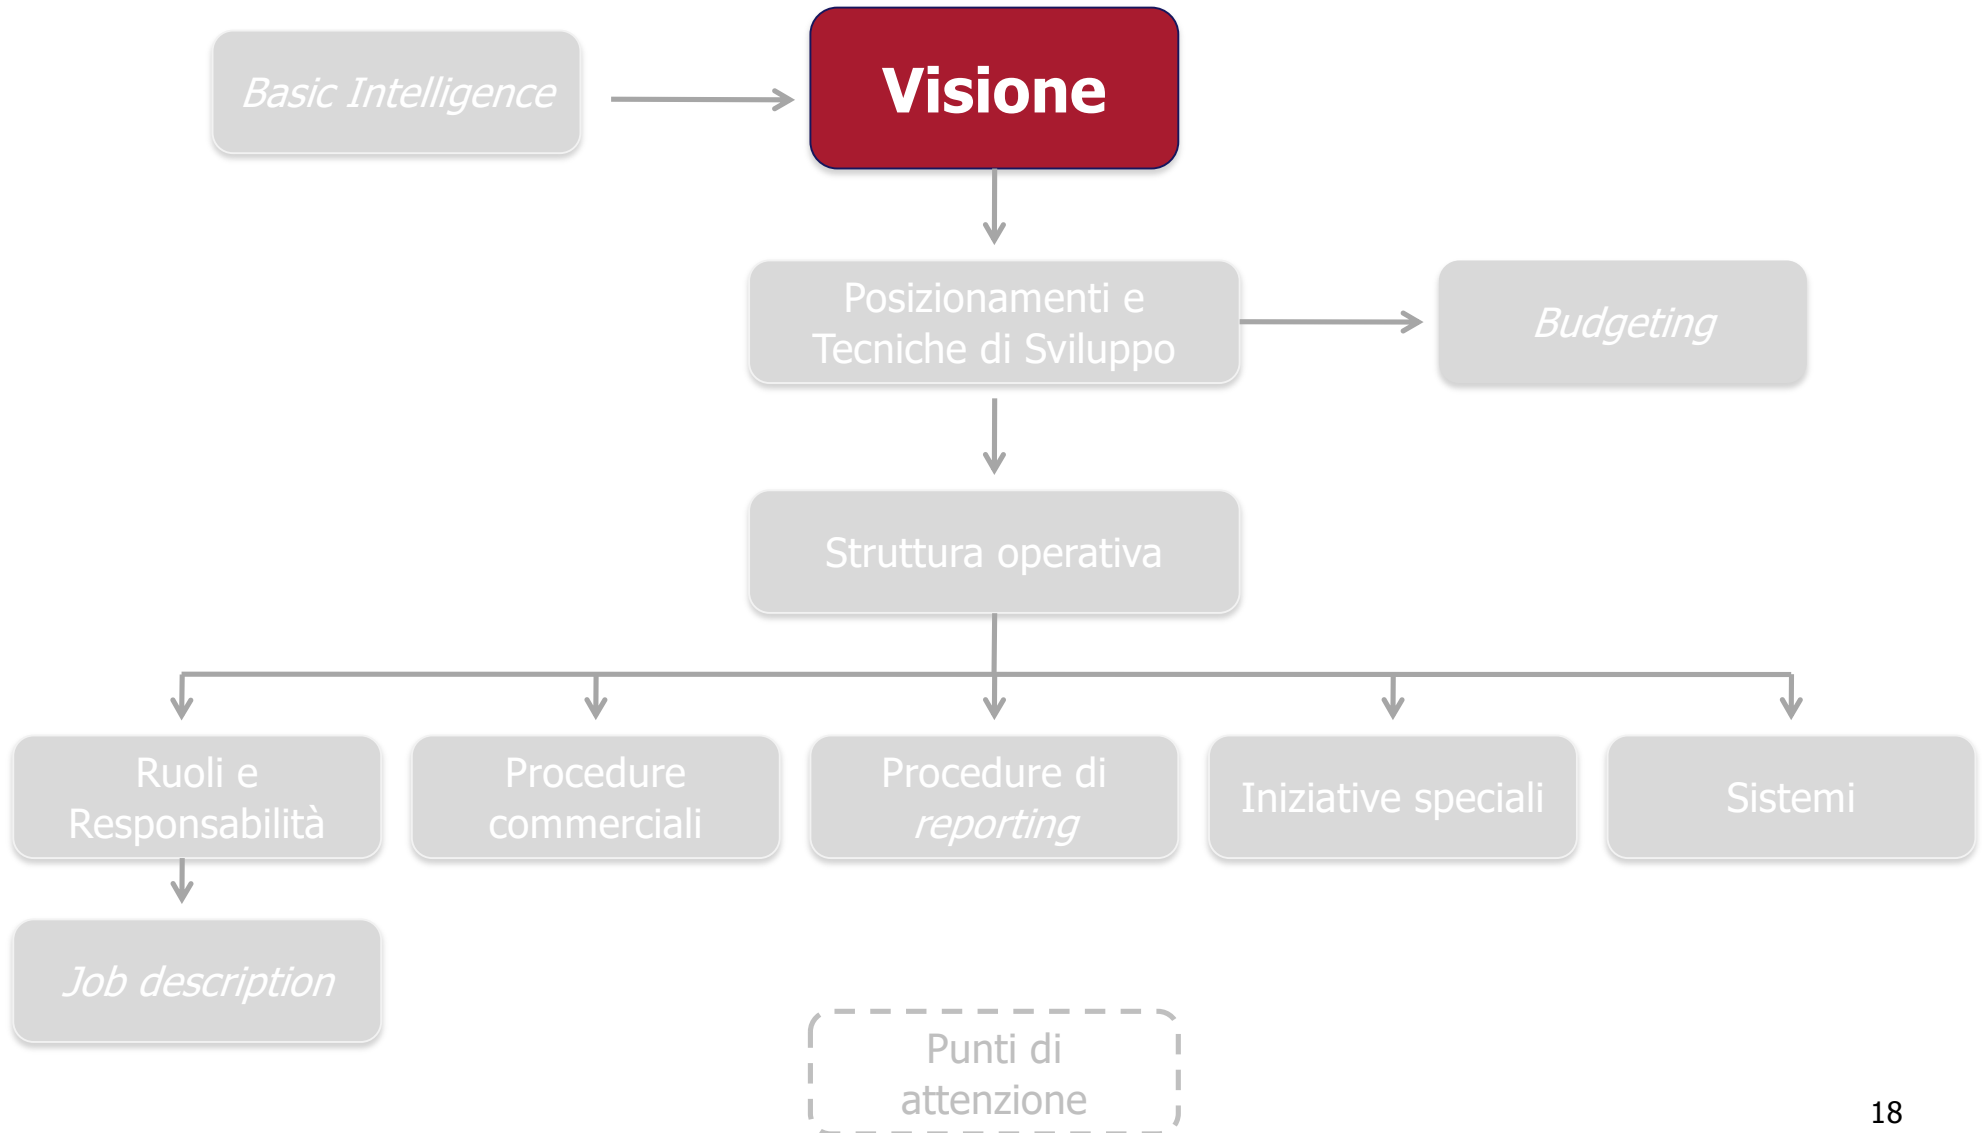 Basic Intelligence
Visione
Posizionamenti e
Tecniche di Sviluppo
Budgeting
Struttura operativa
Ruoli e
Responsabilità
Procedure
commerciali
Procedure di
reporting
Iniziative speciali
Sistemi
Job description
Punti di
attenzione
18